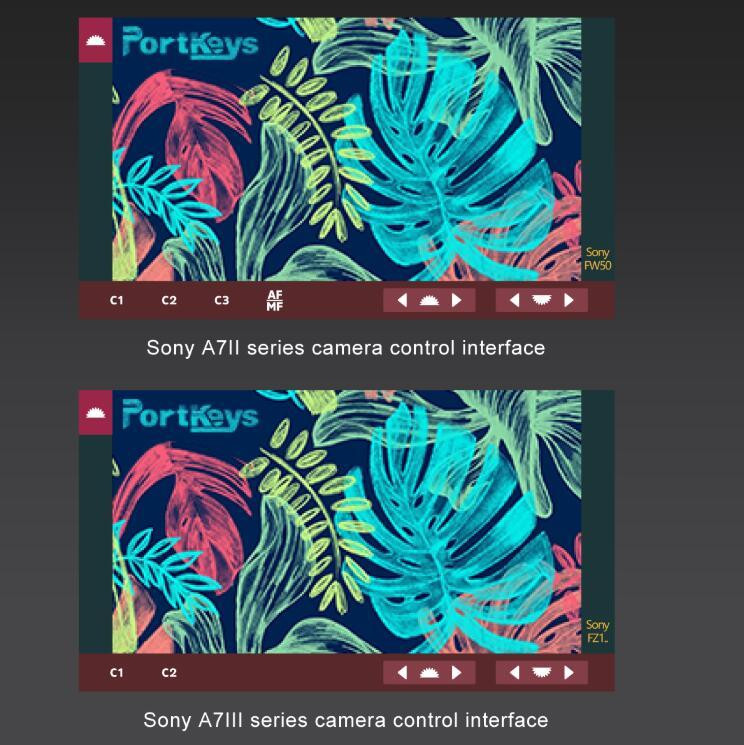 PortKeys
Sony
FW50
C1 C2 C3 AF
MF
Sony A7II series camera control interface
PortKeys
Sony
FZ1..
C1 C2
Sony A7III series camera control interface